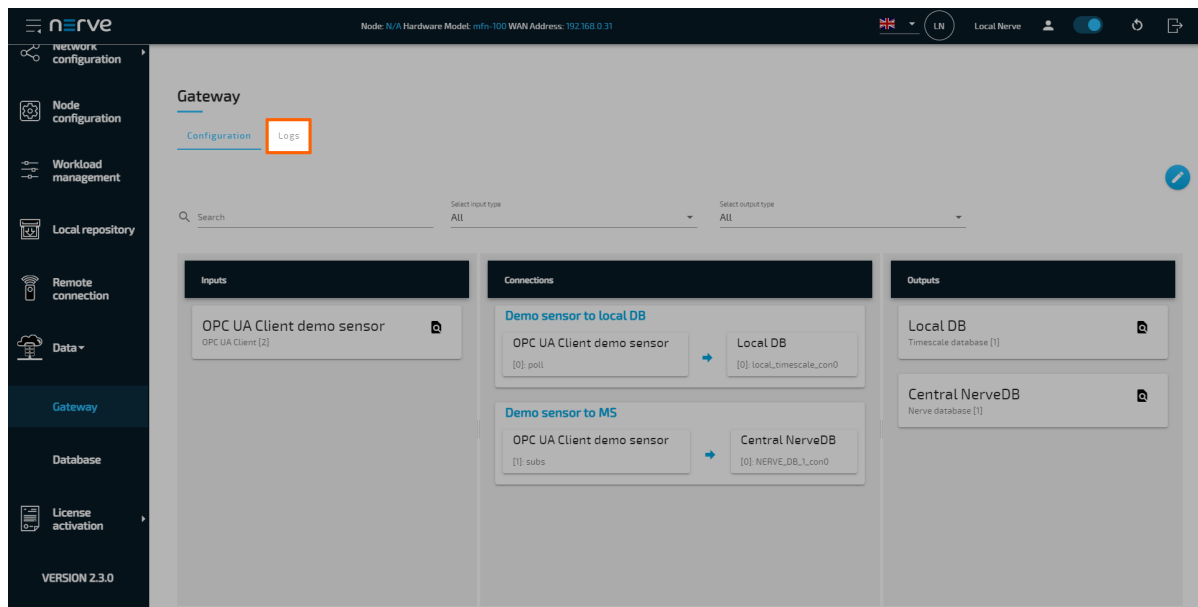 nerve
Node: N/A Hardware Model: mfn-100 WAN Address: 192.168.0.31
LN
Local Nerve
Network
configuration
Node
configuration
Workload
management
Local repository
Remote
connection
Data
Gateway
Database
License
activation
VERSION 2.3.0
Gateway
Configuration
Logs
Search
Select input type
All
Select output type
All
Inputs
OPC UA Client demo sensor
OPC UA Client [2]
Connections
Demo sensor to local DB
OPC UA Client demo sensor
[0]: poll
Local DB
[0]: local_timescale_con0
Demo sensor to MS
OPC UA Client demo sensor
[1]: subs
Central NerveDB
[0]: NERVE_DB_1_con0
Outputs
Local DB
Timescale database [1]
Central NerveDB
Nerve database [1]